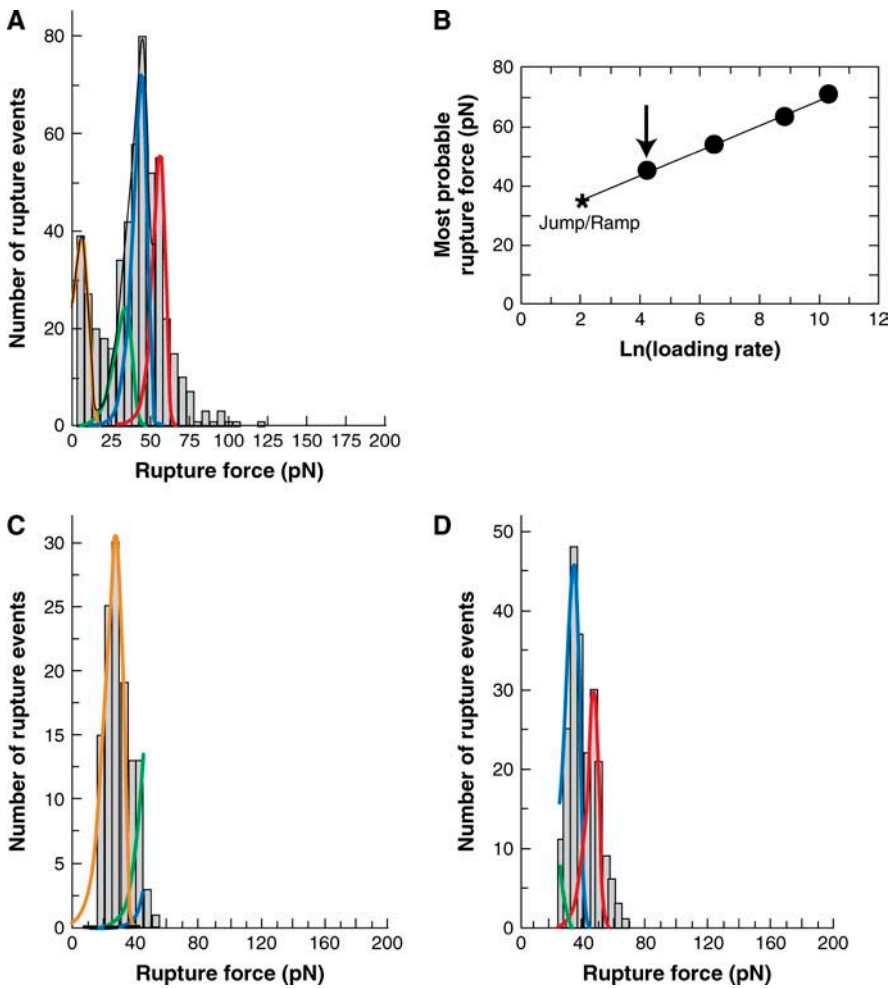 A
Number of rupture events
80
60
40
20
0
0 25 50 75 100 125 150 175 200
Rupture force (pN)
B
Most probable
rupture force (pN)
80
60
40
20
0
Jump/Ramp
0 2 4 6 8 10 12
Ln(loading rate)
C
Number of rupture events
30
25
20
15
10
5
0
0 40 80 120 160 200
Rupture force (pN)
D
Number of rupture events
50
40
30
20
10
0
0 40 80 120 160 200
Rupture force (pN)